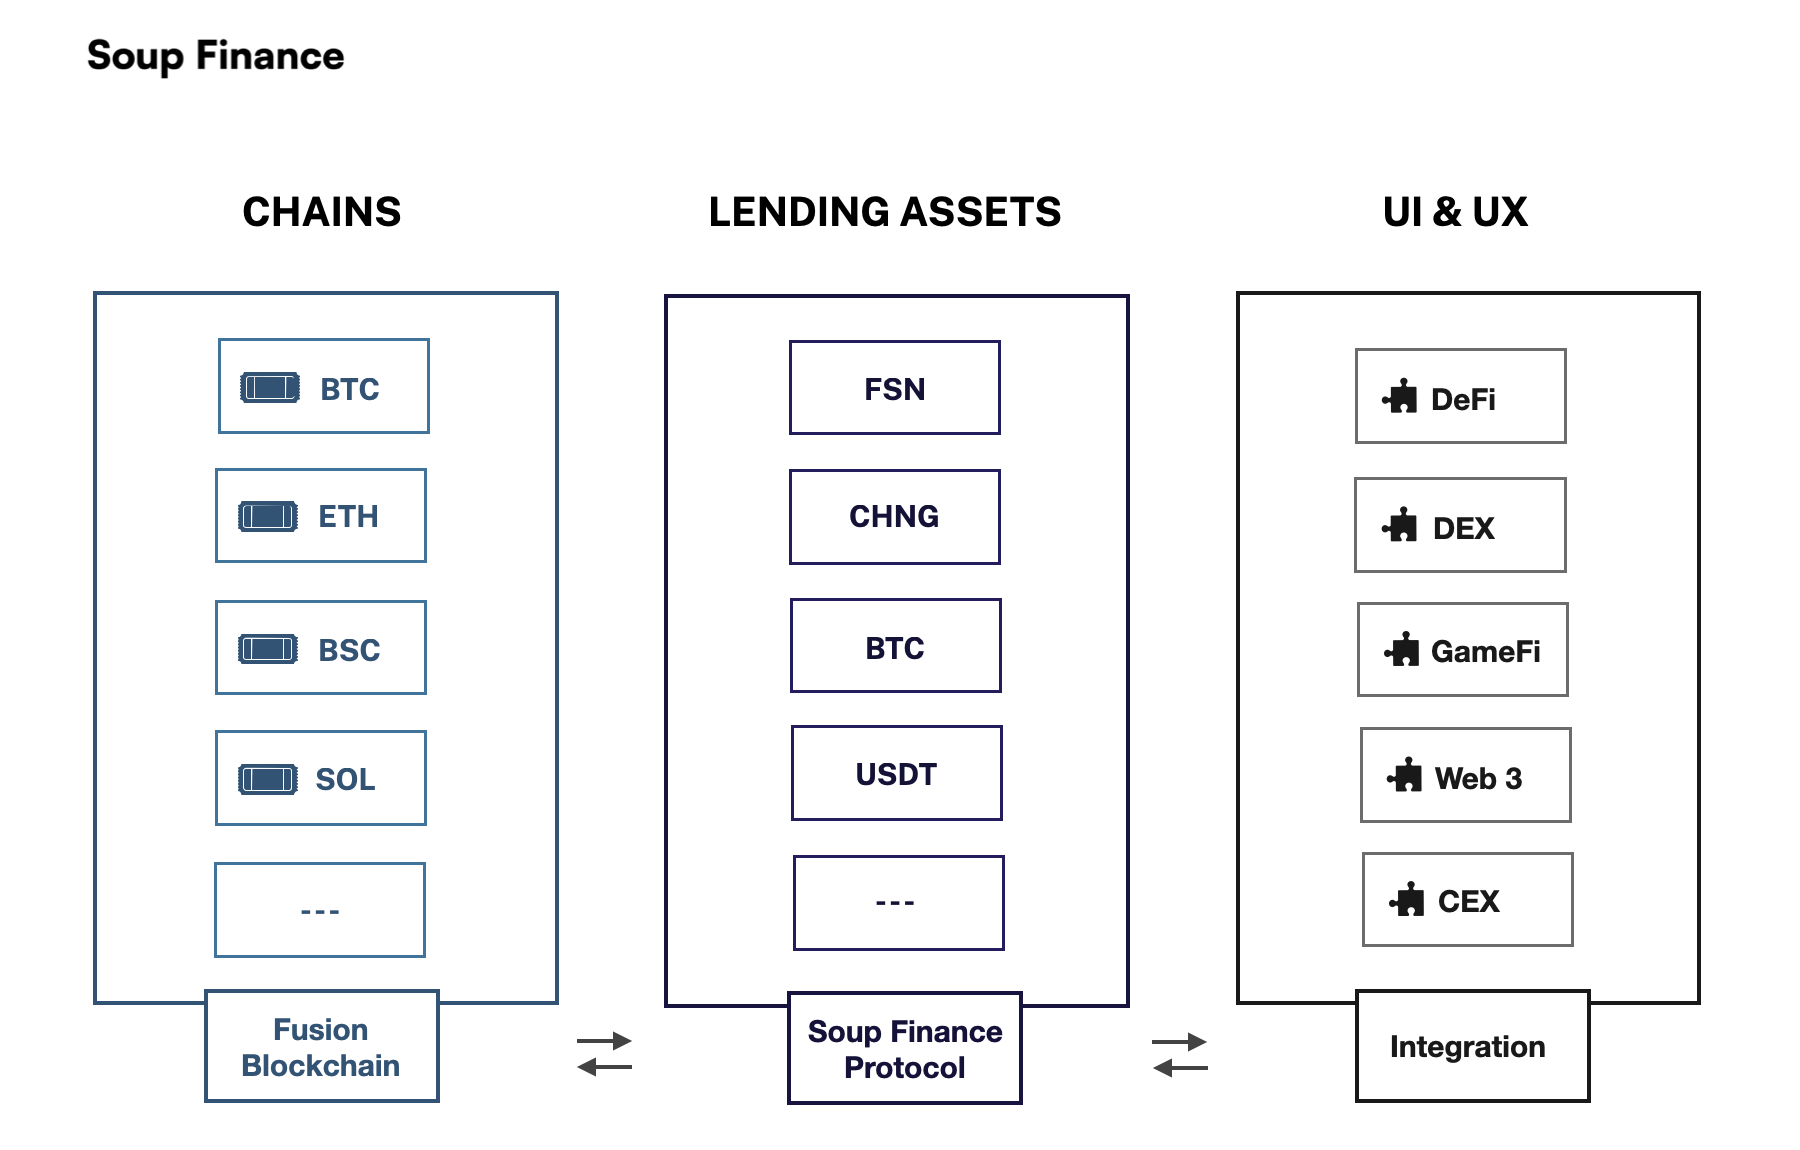 Soup Finance
CHAINS
BTC
ETH
BSC
SOL
---
Fusion
Blockchain
LENDING ASSETS
FSN
CHNG
BTC
USDT
---
Soup Finance
Protocol
UI & UX
DeFi
DEX
GameFi
Web 3
CEX
Integration